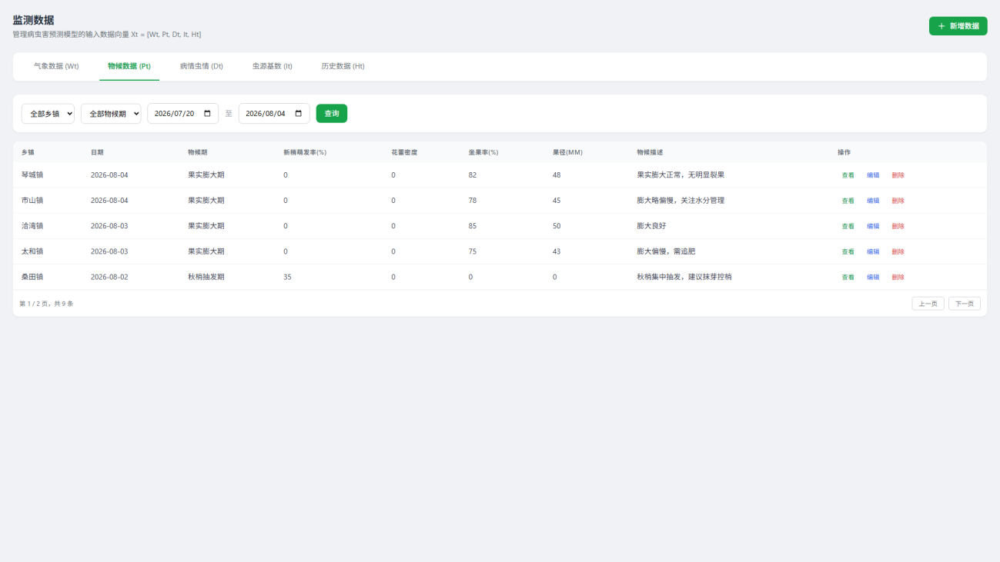 监测数据
管理病虫害预测模型的输入数据向量 Xt = [Wt, Pt, Dt, It, Ht]
+ 新增数据
气象数据 (Wt) 物候数据 (Pt) 病情虫情 (Dt) 虫源基数 (It) 历史数据 (Ht)
全部乡镇 全部物候期 2026/07/20 至 2026/08/04 查询
乡镇 日期 物候期 新梢萌发率(%) 花蕾密度 坐果率(%) 果径(MM) 物候描述 操作
琴城镇 2026-08-04 果实膨大期 0 0 82 48 果实膨大正常，无明显裂果 查看 编辑 删除
市山镇 2026-08-04 果实膨大期 0 0 78 45 膨大略偏慢，关注水分管理 查看 编辑 删除
洽湾镇 2026-08-03 果实膨大期 0 0 85 50 膨大良好 查看 编辑 删除
太和镇 2026-08-03 果实膨大期 0 0 75 43 膨大偏慢，需追肥 查看 编辑 删除
桑田镇 2026-08-02 秋梢抽发期 35 0 0 0 秋梢集中抽发，建议抹芽控梢 查看 编辑 删除
第 1 / 2 页，共 9 条 上一页 下一页